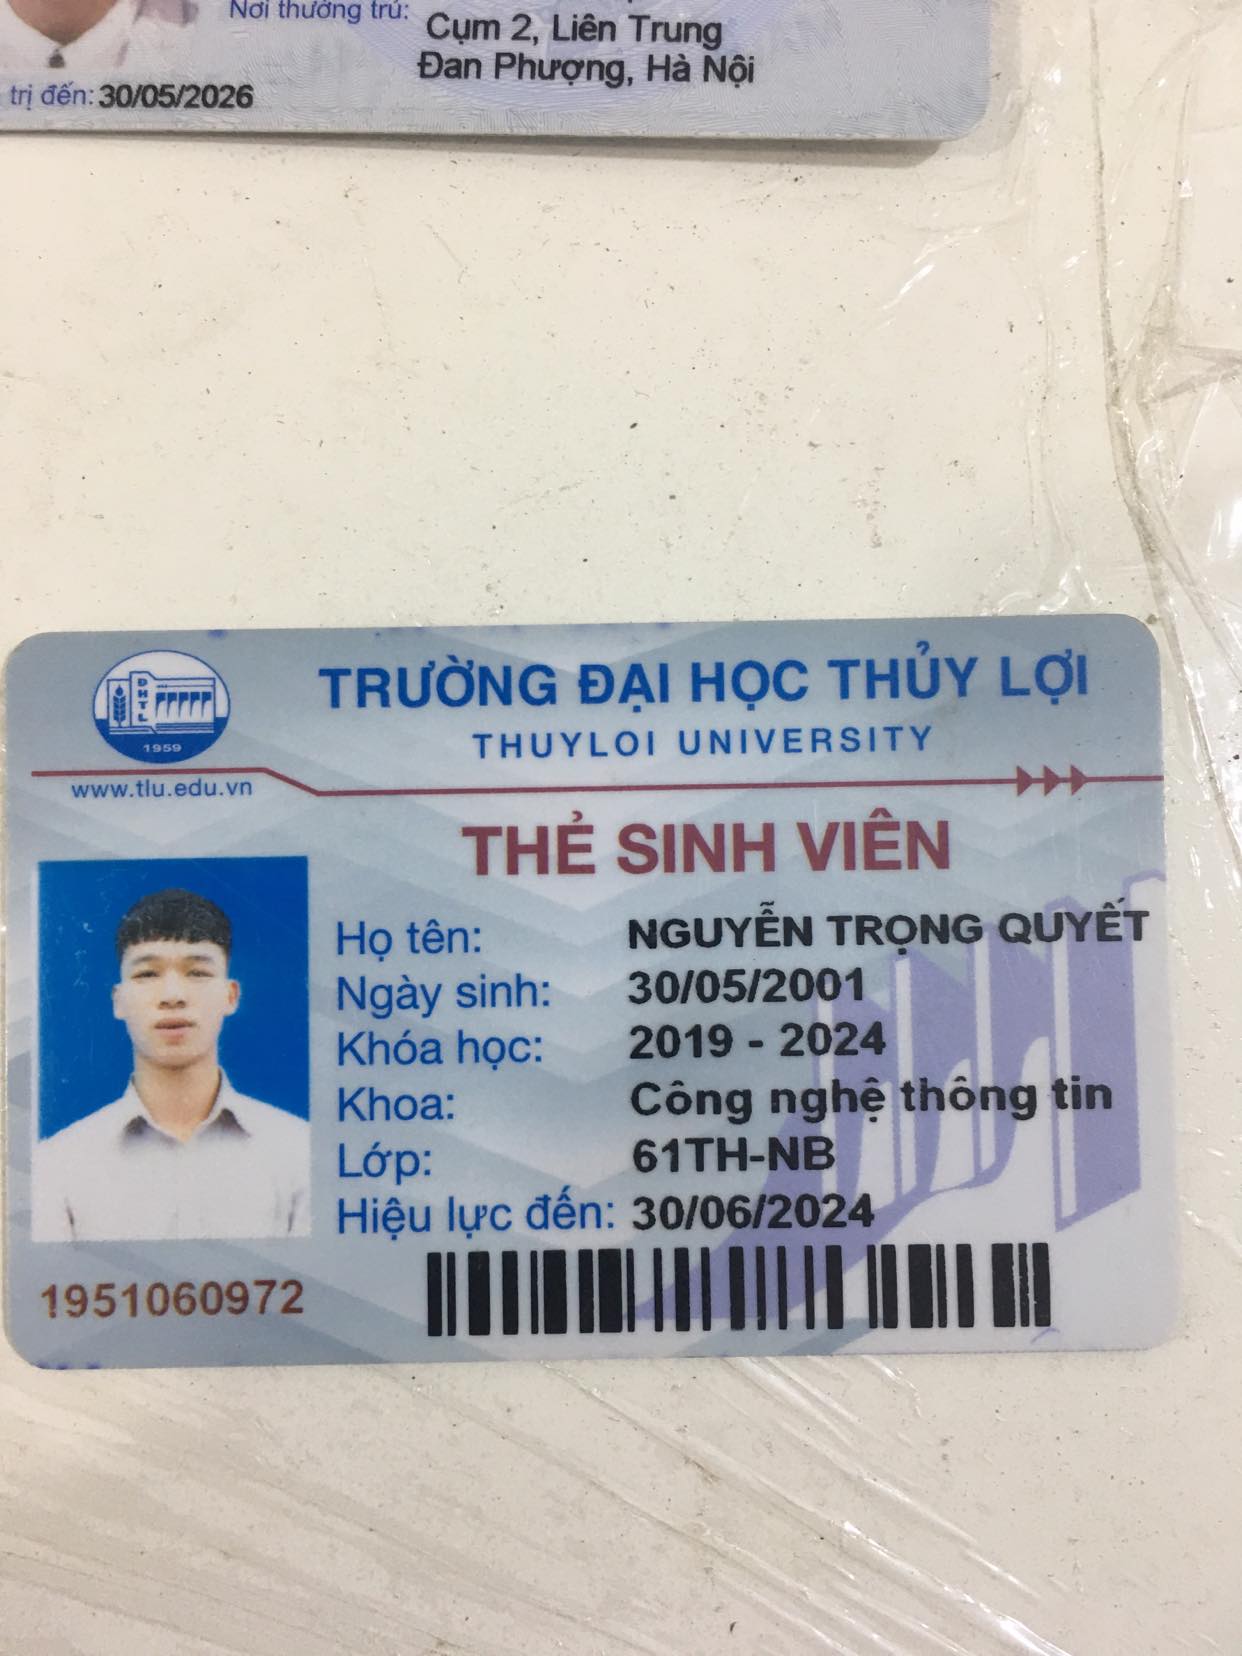 Nơi thường trú:
Cụm 2, Liên Trung
Đan Phượng, Hà Nội
trị đến: 30/05/2026
ĐHTL
1959
www.tlu.edu.vn
TRƯỜNG ĐẠI HỌC THỦY LỢI
THUYLOI UNIVERSITY
THẺ SINH VIÊN
Họ tên: NGUYỄN TRỌNG QUYẾT
Ngày sinh: 30/05/2001
Khóa học: 2019 - 2024
Khoa: Công nghệ thông tin
Lớp: 61TH-NB
Hiệu lực đến: 30/06/2024
1951060972